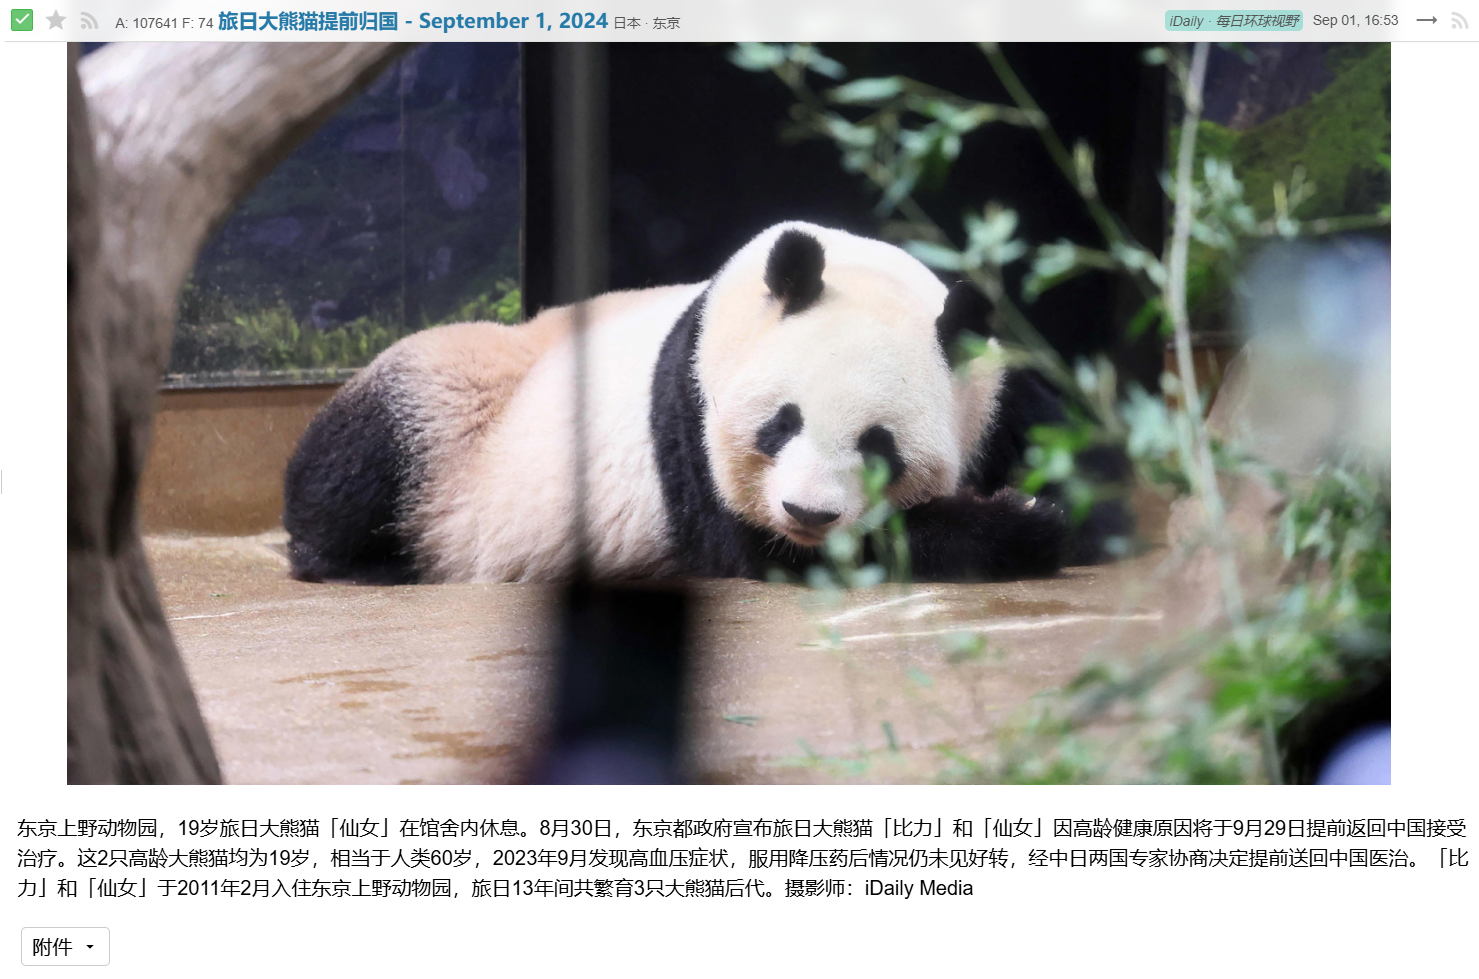 A: 107641 F: 74 旅日大熊猫提前归国 - September 1, 2024 日本 · 东京 iDaily · 每日环球视野 Sep 01, 16:53
东京上野动物园，19岁旅日大熊猫「仙女」在馆舍内休息。8月30日，东京都政府宣布旅日大熊猫「比力」和「仙女」因高龄健康原因将于9月29日提前返回中国接受
治疗。这2只高龄大熊猫均为19岁，相当于人类60岁，2023年9月发现高血压症状，服用降压药后情况仍未见好转，经中日两国专家协商决定提前送回中国医治。「比
力」和「仙女」于2011年2月入住东京上野动物园，旅日13年间共繁育3只大熊猫后代。摄影师：iDaily Media
附件